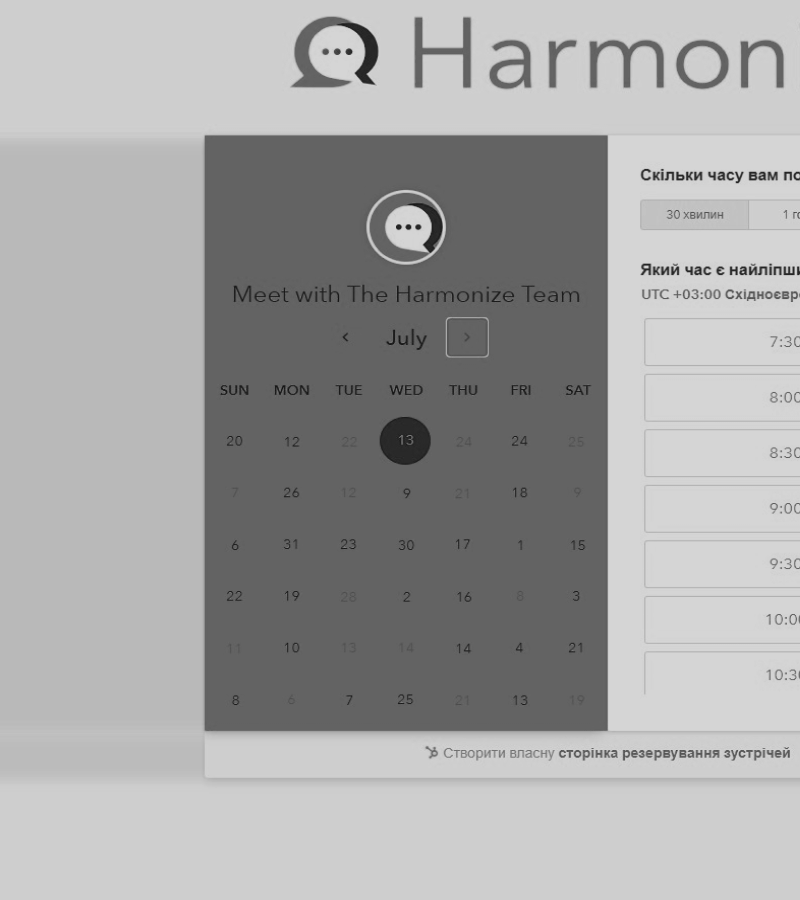 Harmon
Meet with The Harmonize Team
July
SUN MON TUE WED THU FRI SAT
20 12 22 13 24 24 25
7 26 12 9 21 18 9
6 31 23 30 17 1 15
22 19 28 2 16 8 3
11 10 13 14 14 4 21
8 6 7 25 21 13 19
Скільки часу вам по
30 хвилин 1 го
Який час є найліпши
UTC +03:00 Східноєвро
7:30
8:00
8:30
9:00
9:30
10:00
10:30
Створити власну сторінка резервування зустрічей